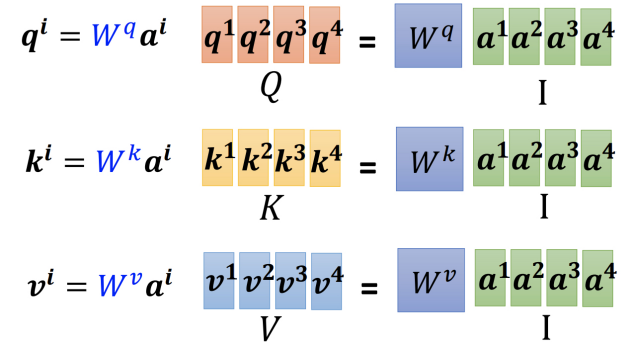 qⁱ = W^q aⁱ q¹ q² q³ q⁴ = W^q a¹ a² a³ a⁴
Q I
kⁱ = W^k aⁱ k¹ k² k³ k⁴ = W^k a¹ a² a³ a⁴
K I
vⁱ = W^v aⁱ v¹ v² v³ v⁴ = W^v a¹ a² a³ a⁴
V I